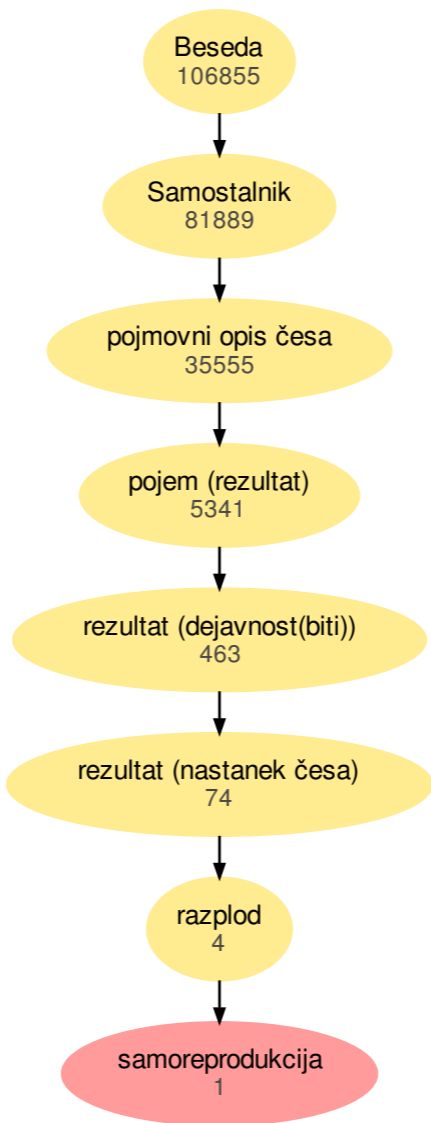 Beseda
106855
Samostalnik
81889
pojmovni opis česa
35555
pojem (rezultat)
5341
rezultat (dejavnost(biti))
463
rezultat (nastanek česa)
74
razplod
4
samoreprodukcija
1